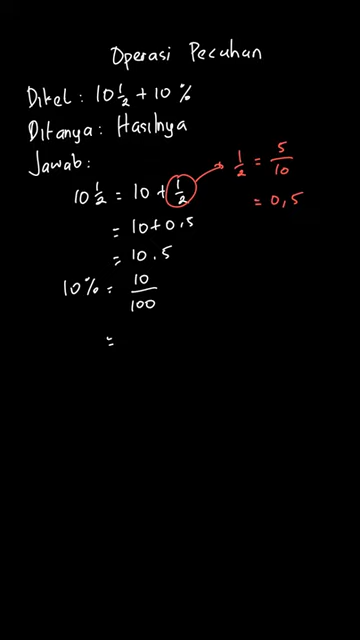 Operasi Pecahan
Dikel: 10 1/2 + 10 %
Ditanya: Hasilnya
Jawab:
10 1/2 = 10 + 1/2 → 1/2 = 5/10
= 0,5
= 10 + 0,5
= 10.5
10% = 10/100
=